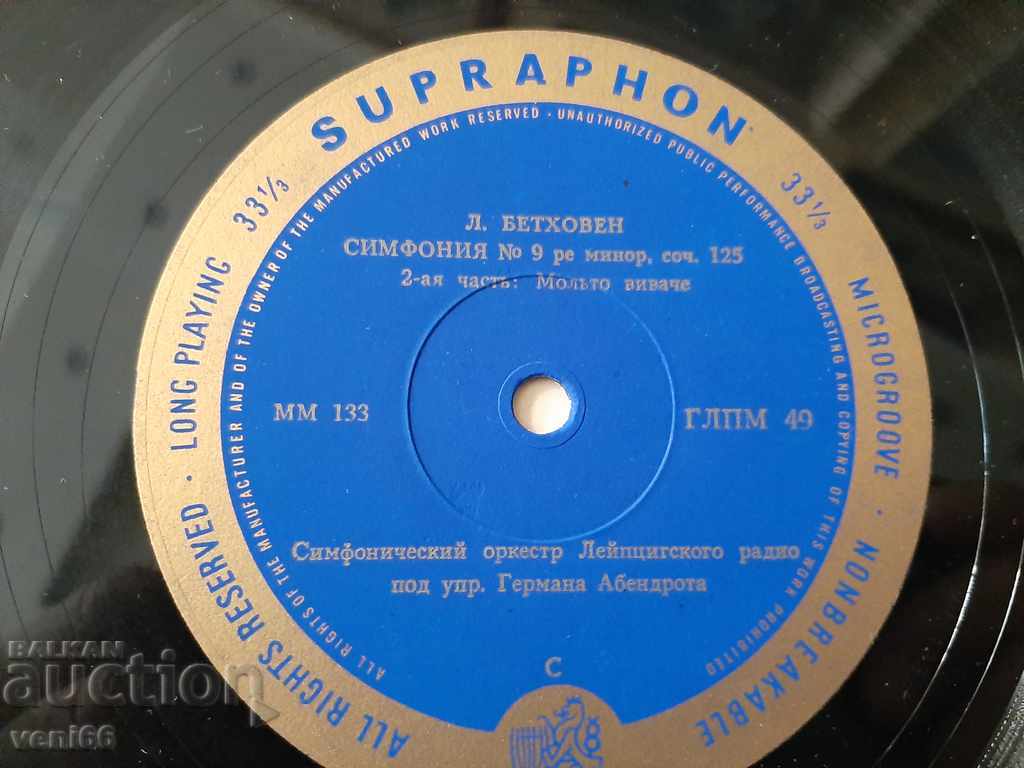 SUPRAPHON
33⅓
33⅓
LONG PLAYING · ALL RIGHTS RESERVED
MICROGROOVE · NONBREAKABLE
ALL RIGHTS OF THE MANUFACTURER AND OF THE OWNER OF THE MANUFACTURED WORK RESERVED · UNAUTHORIZED PUBLIC PERFORMANCE BROADCASTING AND COPYING OF THIS WORK PROHIBITED
Л. БЕТХОВЕН
СИМФОНИЯ № 9 ре минор, соч. 125
2-ая часть: Мольто виваче
ММ 133
ГЛПМ 49
Симфонический оркестр Лейпцигского радио
под упр. Германа Абендрота
С
BALKAN
auction
veni66